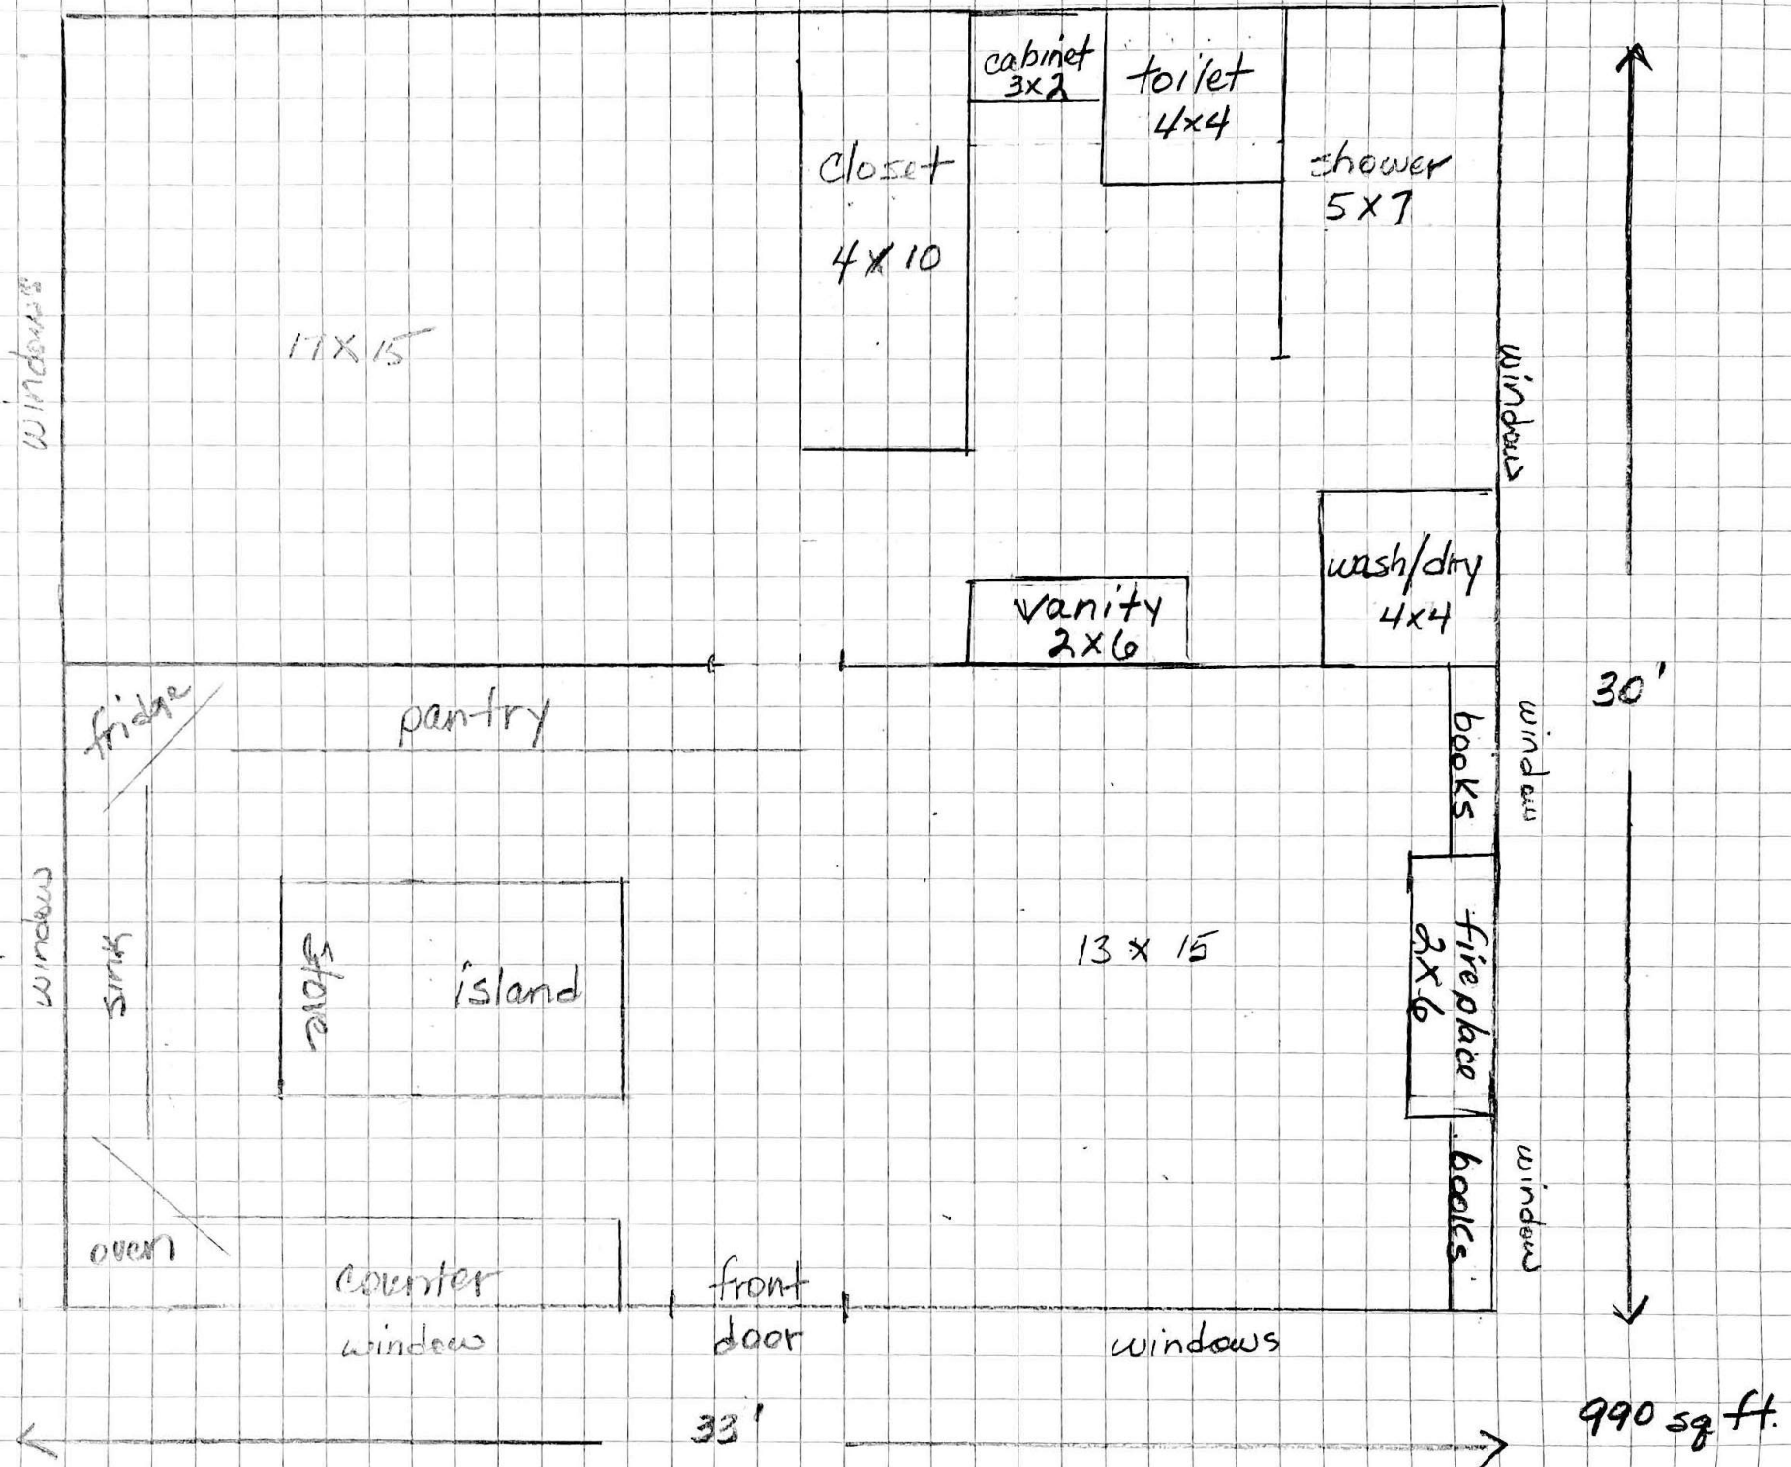 cabinet
3x2
toilet
4x4
closet
4x10
shower
5x7
windows
17x15
window
wash/dry
4x4
vanity
2x6
fridge
pantry
books
window
30'
window
sink
stove
island
13 x 15
fireplace
2x6
books
window
oven
counter
front
door
window
windows
33'
990 sq ft.